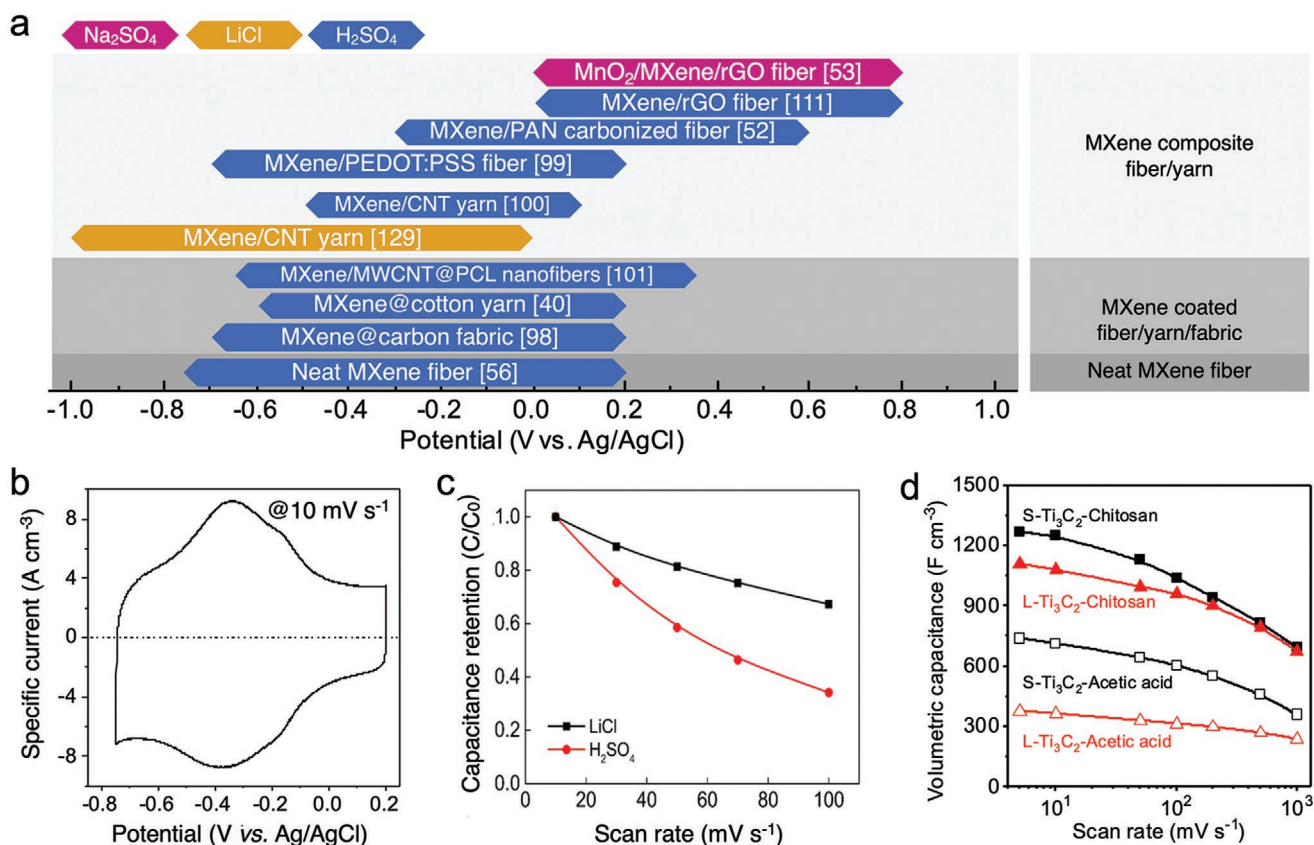 a
Na₂SO₄ LiCl H₂SO₄
MnO₂/MXene/rGO fiber [53]
MXene/rGO fiber [111]
MXene/PAN carbonized fiber [52]
MXene/PEDOT:PSS fiber [99]
MXene/CNT yarn [100]
MXene/CNT yarn [129]
MXene composite
fiber/yarn
MXene/MWCNT@PCL nanofibers [101]
MXene@cotton yarn [40]
MXene@carbon fabric [98]
MXene coated
fiber/yarn/fabric
Neat MXene fiber [56]
Neat MXene fiber
-1.0 -0.8 -0.6 -0.4 -0.2 0.0 0.2 0.4 0.6 0.8 1.0
Potential (V vs. Ag/AgCl)
b
@10 mV s⁻¹
Specific current (A cm⁻³)
8
4
0
-4
-8
-0.8 -0.6 -0.4 -0.2 0.0 0.2
Potential (V vs. Ag/AgCl)
c
Capacitance retention (C/C₀)
1.0
0.8
0.6
0.4
0.2
0.0
LiCl
H₂SO₄
20 40 60 80 100
Scan rate (mV s⁻¹)
d
Volumetric capacitance (F cm⁻³)
1500
1200
900
600
300
0
S-Ti₃C₂-Chitosan
L-Ti₃C₂-Chitosan
S-Ti₃C₂-Acetic acid
L-Ti₃C₂-Acetic acid
10¹ 10² 10³
Scan rate (mV s⁻¹)